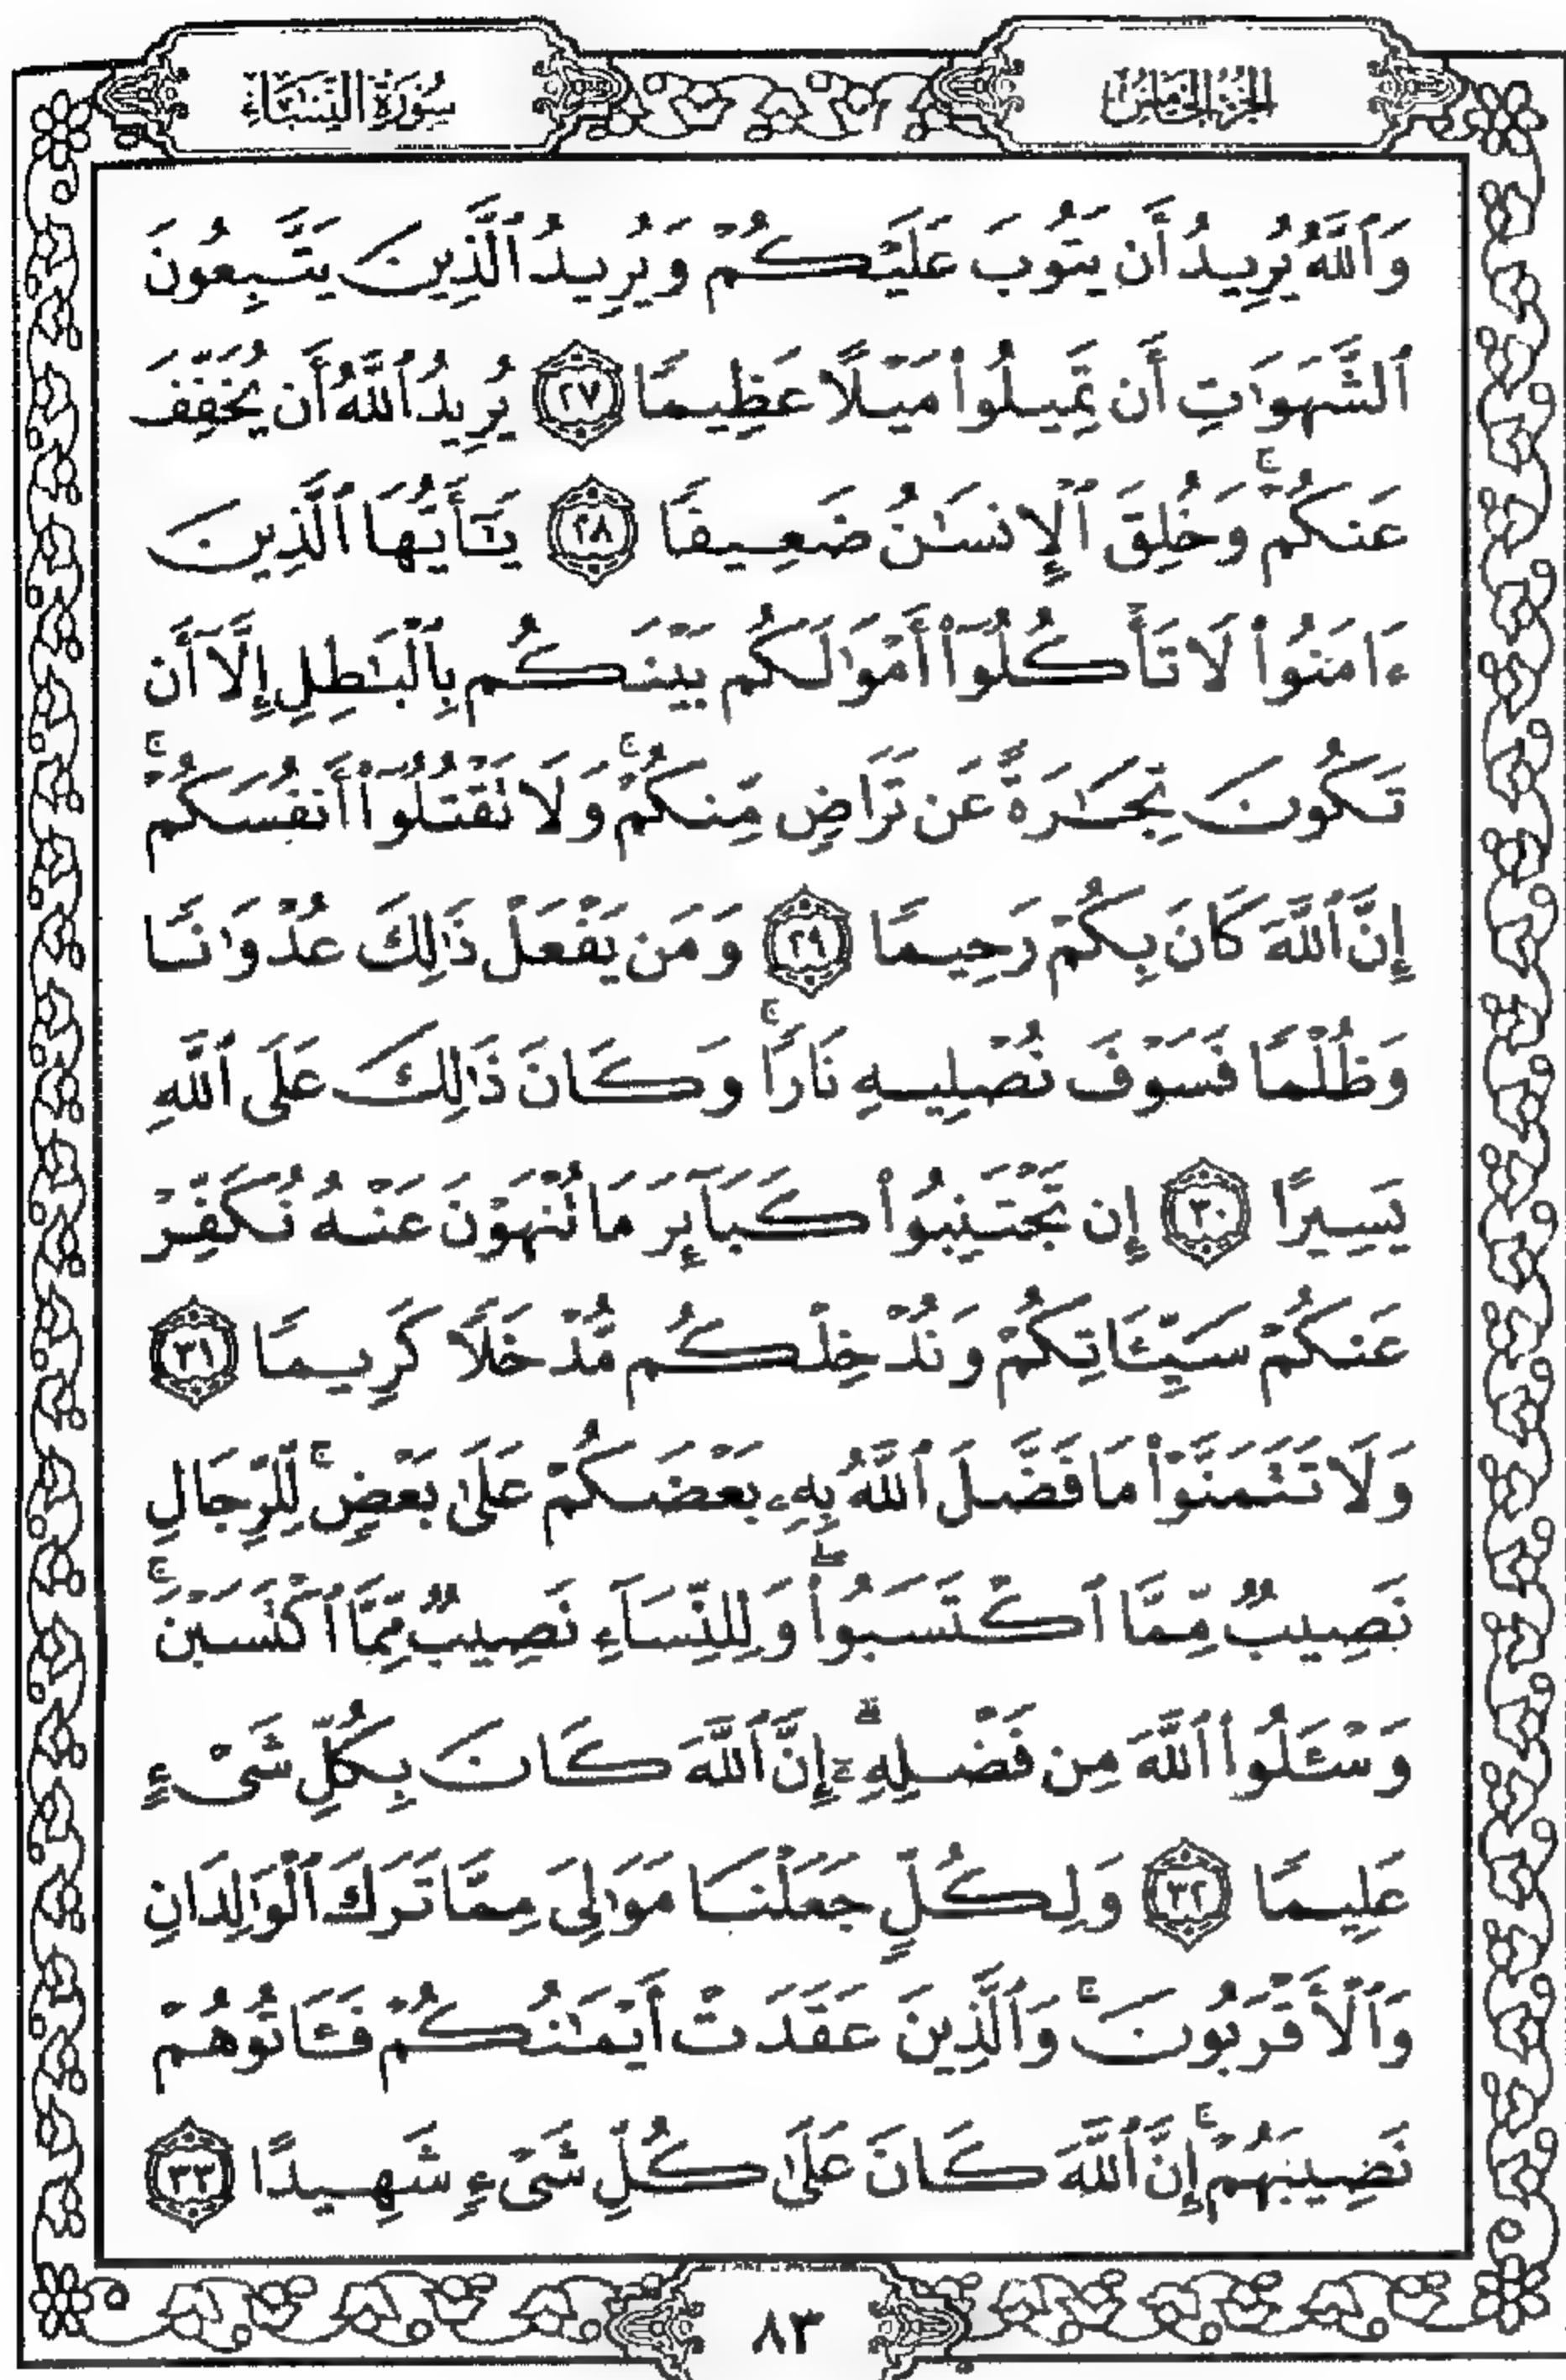 الجزء الخامس
سورة النساء
وَٱللَّهُ يُرِيدُ أَن يَتُوبَ عَلَيْكُمْ وَيُرِيدُ ٱلَّذِينَ يَتَّبِعُونَ
ٱلشَّهَوَٰتِ أَن تَمِيلُوا۟ مَيْلًا عَظِيمًا ٢٧ يُرِيدُ ٱللَّهُ أَن يُخَفِّفَ
عَنكُمْ ۚ وَخُلِقَ ٱلْإِنسَٰنُ ضَعِيفًا ٢٨ يَٰٓأَيُّهَا ٱلَّذِينَ
ءَامَنُوا۟ لَا تَأْكُلُوٓا۟ أَمْوَٰلَكُم بَيْنَكُم بِٱلْبَٰطِلِ إِلَّآ أَن
تَكُونَ تِجَٰرَةً عَن تَرَاضٍ مِّنكُمْ ۚ وَلَا تَقْتُلُوٓا۟ أَنفُسَكُمْ ۚ
إِنَّ ٱللَّهَ كَانَ بِكُمْ رَحِيمًا ٢٩ وَمَن يَفْعَلْ ذَٰلِكَ عُدْوَٰنًا
وَظُلْمًا فَسَوْفَ نُصْلِيهِ نَارًا ۚ وَكَانَ ذَٰلِكَ عَلَى ٱللَّهِ
يَسِيرًا ٣٠ إِن تَجْتَنِبُوا۟ كَبَآئِرَ مَا تُنْهَوْنَ عَنْهُ نُكَفِّرْ
عَنكُمْ سَيِّـَٔاتِكُمْ وَنُدْخِلْكُم مُّدْخَلًا كَرِيمًا ٣١
وَلَا تَتَمَنَّوْا۟ مَا فَضَّلَ ٱللَّهُ بِهِۦ بَعْضَكُمْ عَلَىٰ بَعْضٍ ۚ لِّلرِّجَالِ
نَصِيبٌ مِّمَّا ٱكْتَسَبُوا۟ ۖ وَلِلنِّسَآءِ نَصِيبٌ مِّمَّا ٱكْتَسَبْنَ ۚ
وَسْـَٔلُوا۟ ٱللَّهَ مِن فَضْلِهِۦٓ ۗ إِنَّ ٱللَّهَ كَانَ بِكُلِّ شَىْءٍ
عَلِيمًا ٣٢ وَلِكُلٍّ جَعَلْنَا مَوَٰلِىَ مِمَّا تَرَكَ ٱلْوَٰلِدَانِ
وَٱلْأَقْرَبُونَ ۚ وَٱلَّذِينَ عَقَدَتْ أَيْمَٰنُكُمْ فَـَٔاتُوهُمْ
نَصِيبَهُمْ ۚ إِنَّ ٱللَّهَ كَانَ عَلَىٰ كُلِّ شَىْءٍ شَهِيدًا ٣٣
٨٣